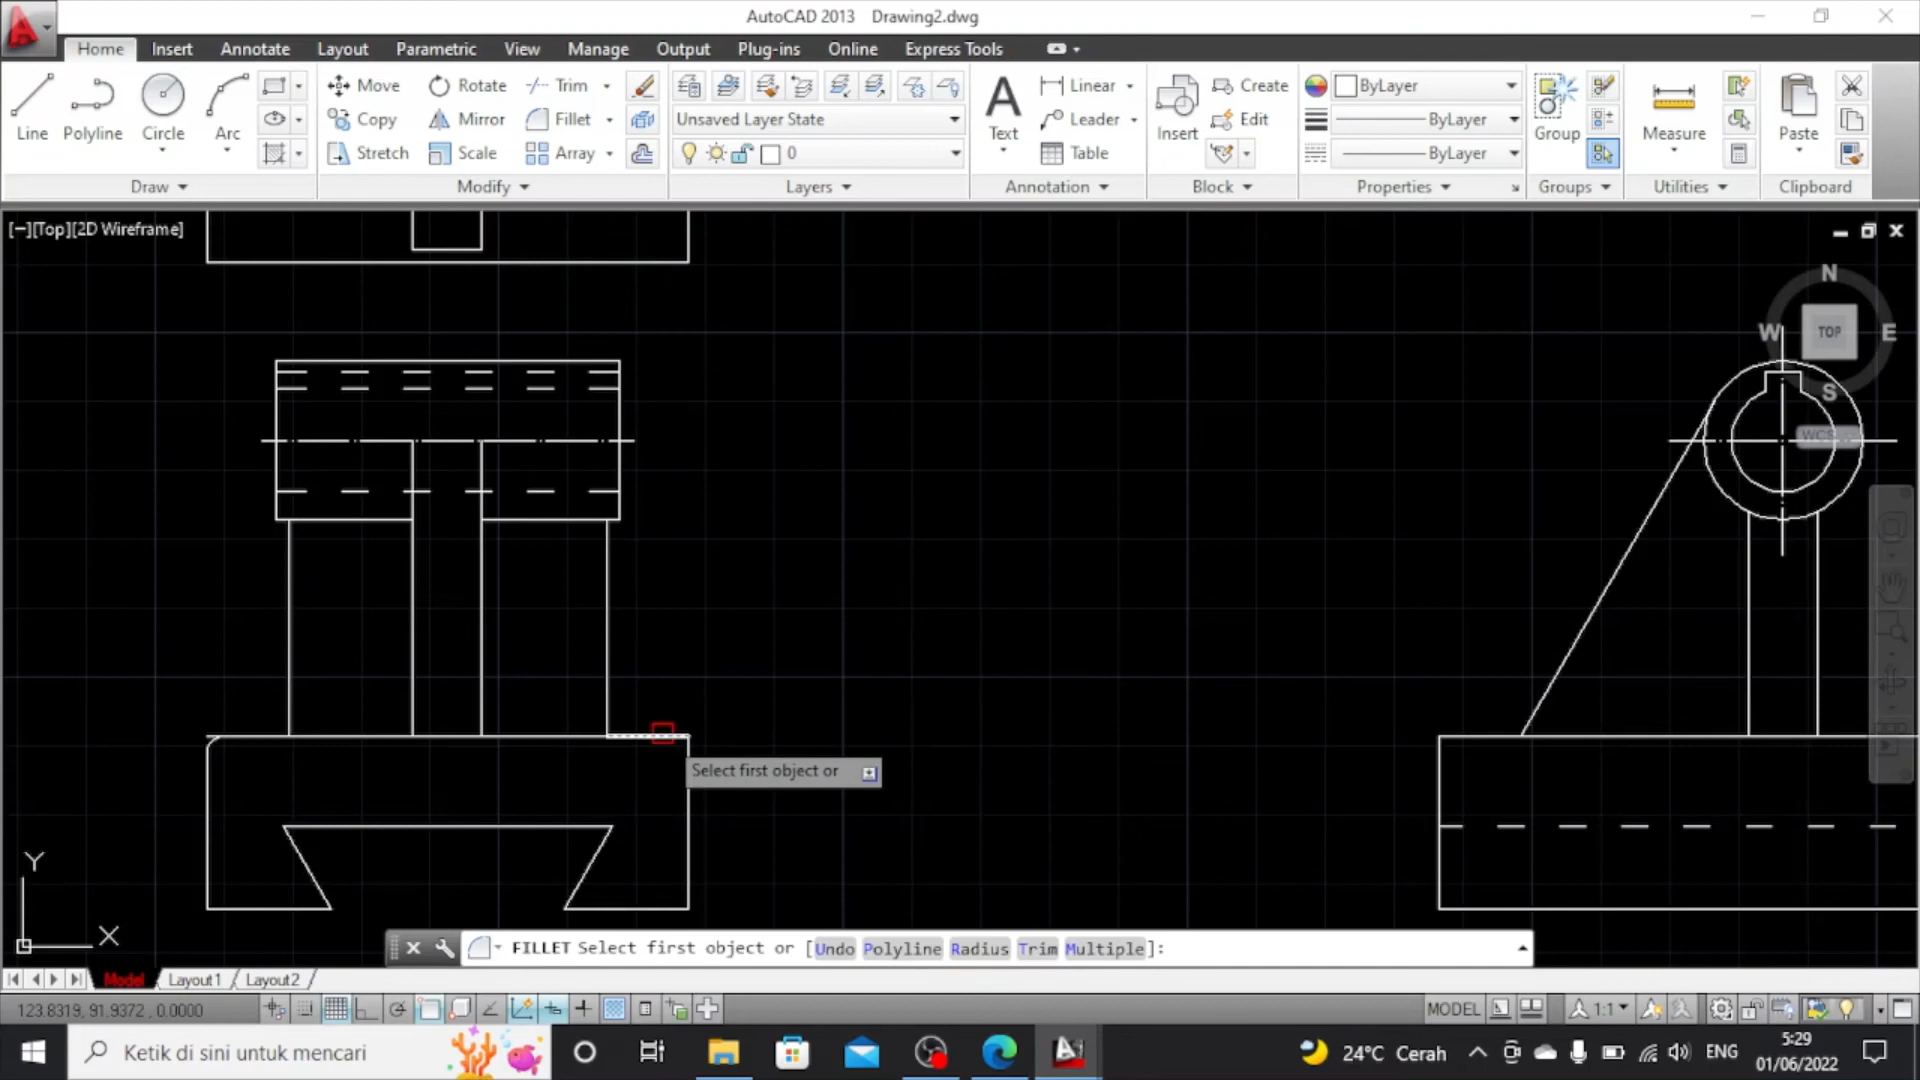 AutoCAD 2013 Drawing2.dwg
Home Insert Annotate Layout Parametric View Manage Output Plug-ins Online Express Tools
Line Polyline Circle Arc
Move Rotate Trim
Copy Mirror Fillet
Stretch Scale Array
Unsaved Layer State
0
Text Linear
Leader
Table
Insert Create
Edit
ByLayer
ByLayer
ByLayer
Group Measure Paste
Draw Modify Layers Annotation Block Properties Groups Utilities Clipboard
[−][Top][2D Wireframe]
N
W TOP E
S
WCS
Select first object or
Y
X
FILLET Select first object or [Undo Polyline Radius Trim Multiple]:
Model Layout1 Layout2
123.8319, 91.9372 , 0.0000 MODEL 1:1
Ketik di sini untuk mencari 24°C Cerah ENG 5:29
01/06/2022